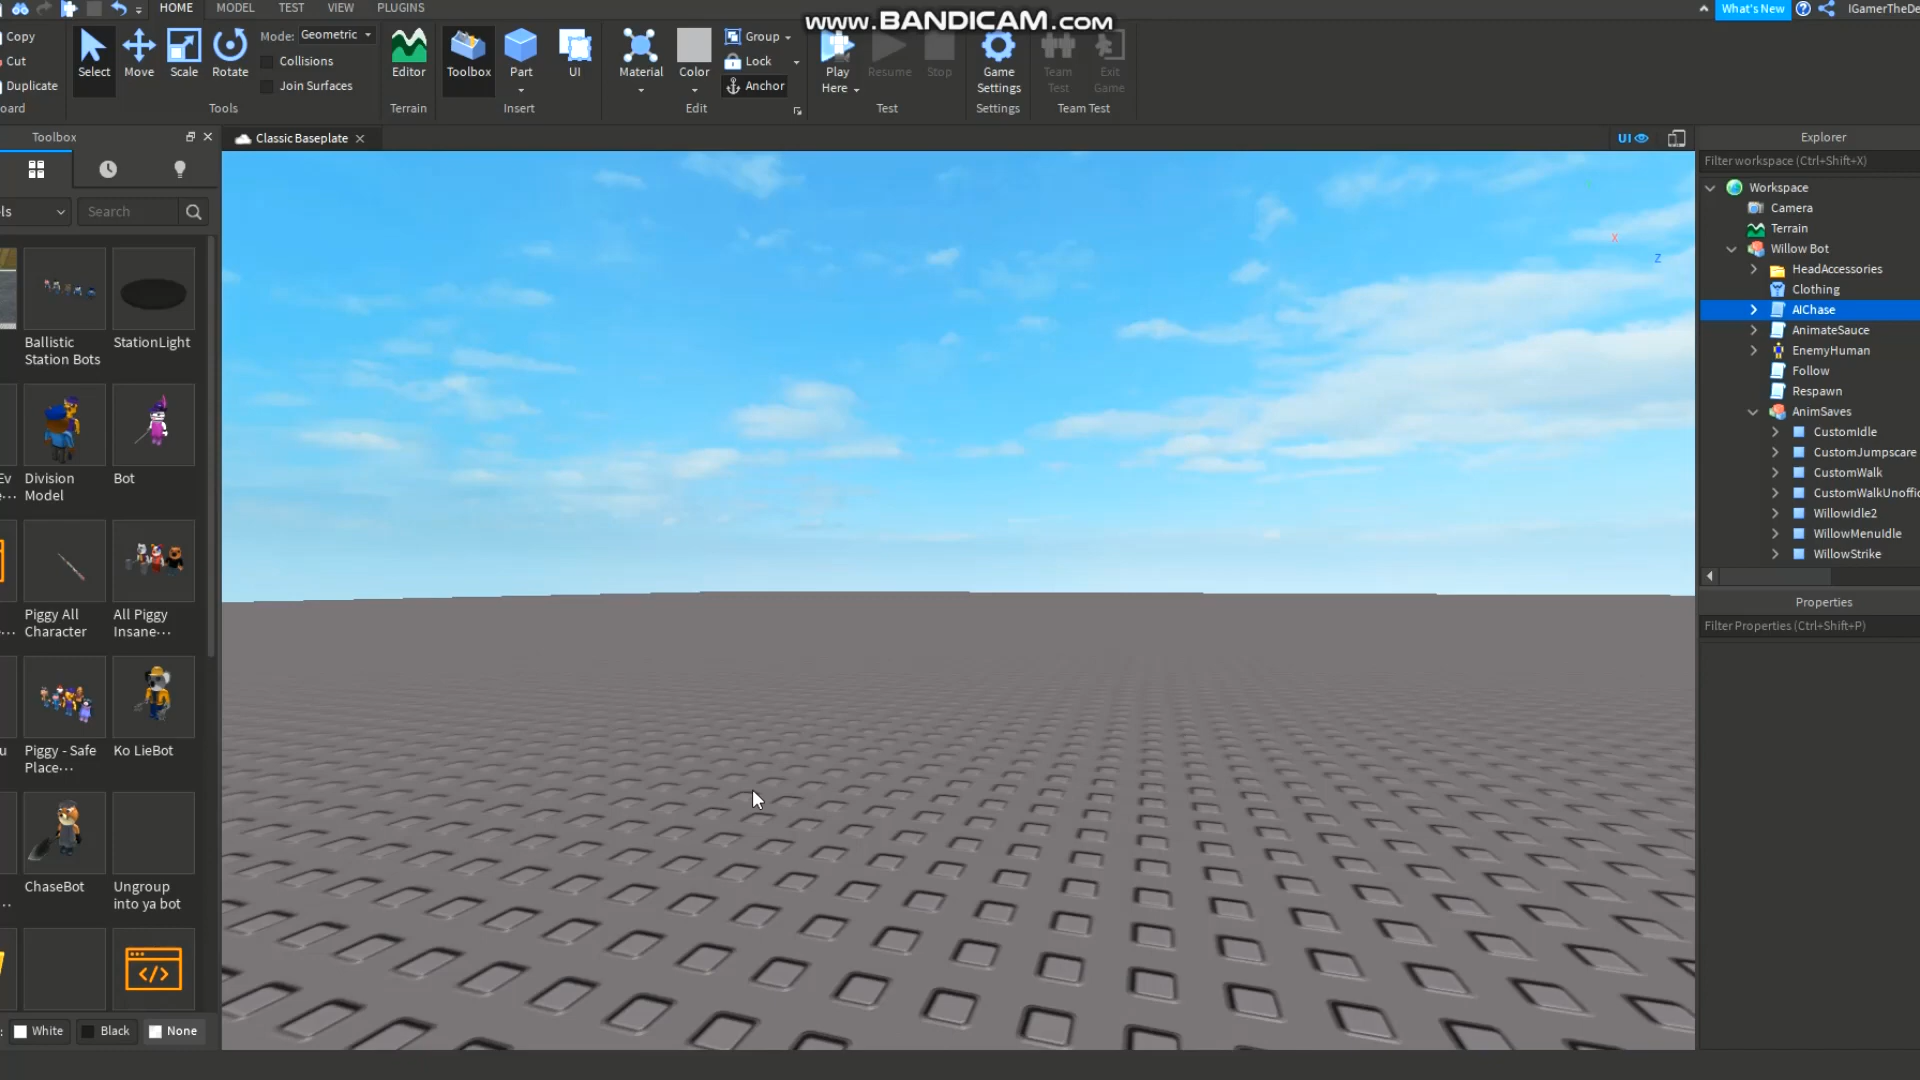 HOME MODEL TEST VIEW PLUGINS
www.BANDICAM.com
What's New
IGamerTheDe
Copy
Cut
Duplicate
oard
Select
Move
Scale
Rotate
Mode: Geometric
Collisions
Join Surfaces
Tools
Editor
Terrain
Toolbox
Part
UI
Insert
Material
Color
Group
Lock
Anchor
Edit
Play
Here
Resume
Stop
Test
Game
Settings
Settings
Team
Test
Exit
Game
Team Test
Toolbox
Classic Baseplate
UI
ls
Search
Ballistic
Station Bots
StationLight
Ev
Division
Model
Bot
Piggy All
Character
All Piggy
Insane...
u
Piggy - Safe
Place...
Ko LieBot
ChaseBot
Ungroup
into ya bot
White
Black
None
X
Z
Explorer
Filter workspace (Ctrl+Shift+X)
Workspace
Camera
Terrain
Willow Bot
HeadAccessories
Clothing
AIChase
AnimateSauce
EnemyHuman
Follow
Respawn
AnimSaves
CustomIdle
CustomJumpscare
CustomWalk
CustomWalkUnoffic
WillowIdle2
WillowMenuIdle
WillowStrike
Properties
Filter Properties (Ctrl+Shift+P)